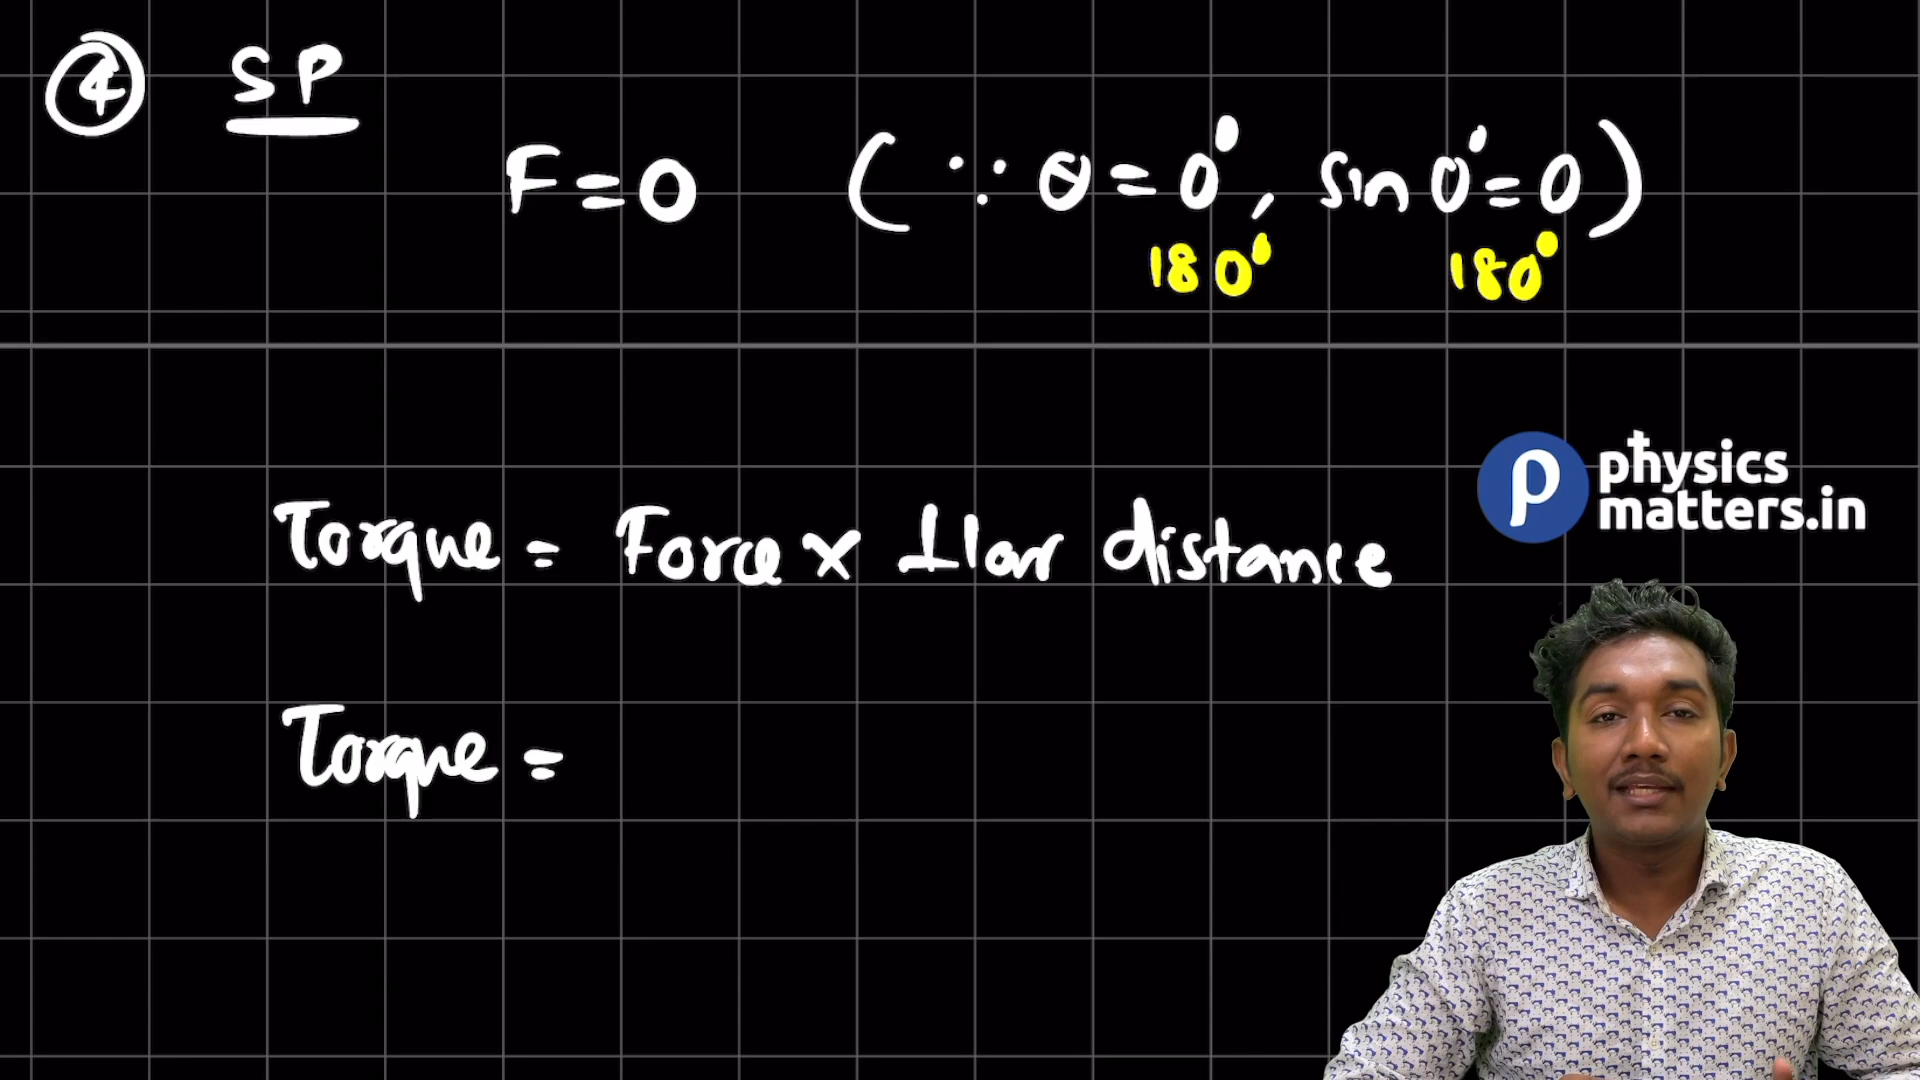 ④ SP
F = 0 ( ∵ θ = 0°, sin 0° = 0 )
180° 180°
physics
matters.in
Torque = Force × ⊥lar distance
Torque =